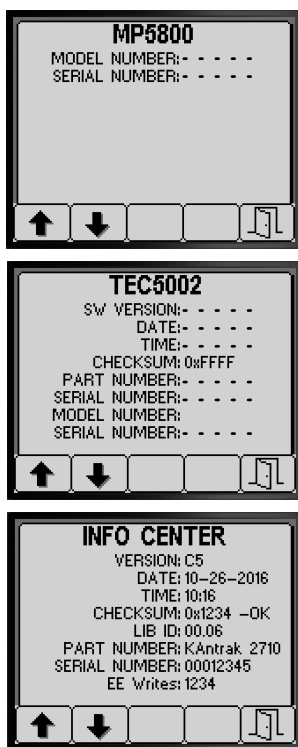 MP5800
MODEL NUMBER:- - - - -
SERIAL NUMBER:- - - - -
TEC5002
SW VERSION:- - - - -
DATE:- - - - -
TIME:- - - - -
CHECKSUM: 0xFFFF
PART NUMBER:- - - - -
SERIAL NUMBER:- - - - -
MODEL NUMBER:
SERIAL NUMBER:- - - - -
INFO CENTER
VERSION: C5
DATE: 10-26-2016
TIME: 10:16
CHECKSUM: 0x1234 -OK
LIB ID: 00.06
PART NUMBER: KAntrak 2710
SERIAL NUMBER: 00012345
EE Writes: 1234